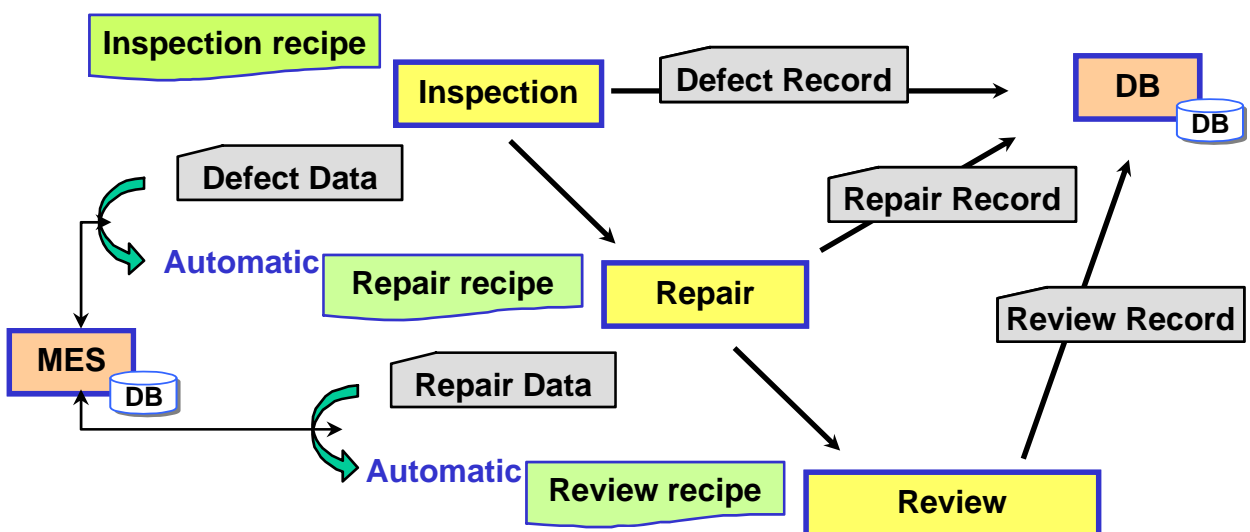 Inspection recipe
Inspection
Defect Record
DB
DB
Defect Data
Repair Record
Automatic
Repair recipe
Repair
Review Record
MES
DB
Repair Data
Automatic
Review recipe
Review